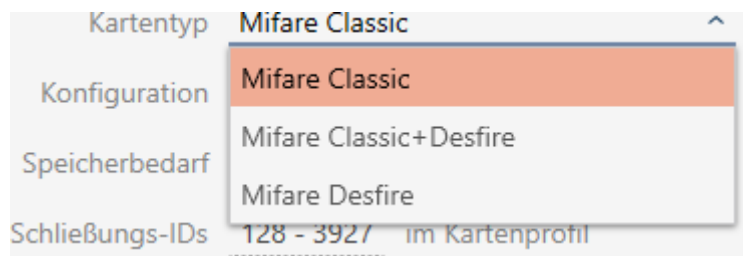 Kartentyp Mifare Classic
Mifare Classic
Konfiguration
Mifare Classic+Desfire
Speicherbedarf
Mifare Desfire
Schließungs-IDs 128 - 3927 im Kartenprofil